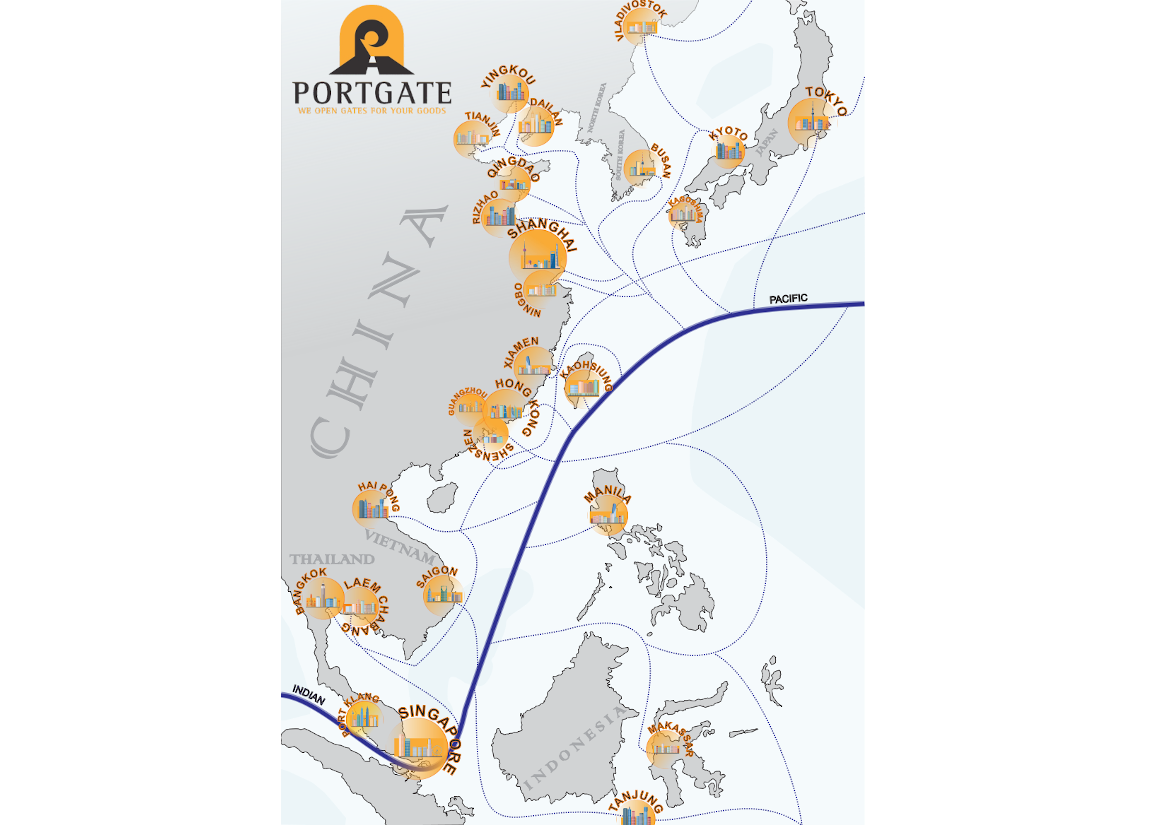 VLADIVOSTOK
PORTGATE
WE OPEN GATES FOR YOUR GOODS
YINGKOU
DAILAN
TIANJIN
NORTH KOREA
SOUTH KOREA
TOKYO
KYOTO
JAPAN
BUSAN
QINGDAO
RIZHAO
KAGOSHIMA
SHANGHAI
CHINA
NINGBO
PACIFIC
XIAMEN
KAOHSIUNG
HONG KONG
GUANGZHOU
SHENSZEN
HAI PONG
MANILA
VIETNAM
THAILAND
BANGKOK
LAEM CHABANG
SAIGON
INDIAN
PORT KLANG
SINGAPORE
INDONESIA
MAKASSAR
TANJUNG